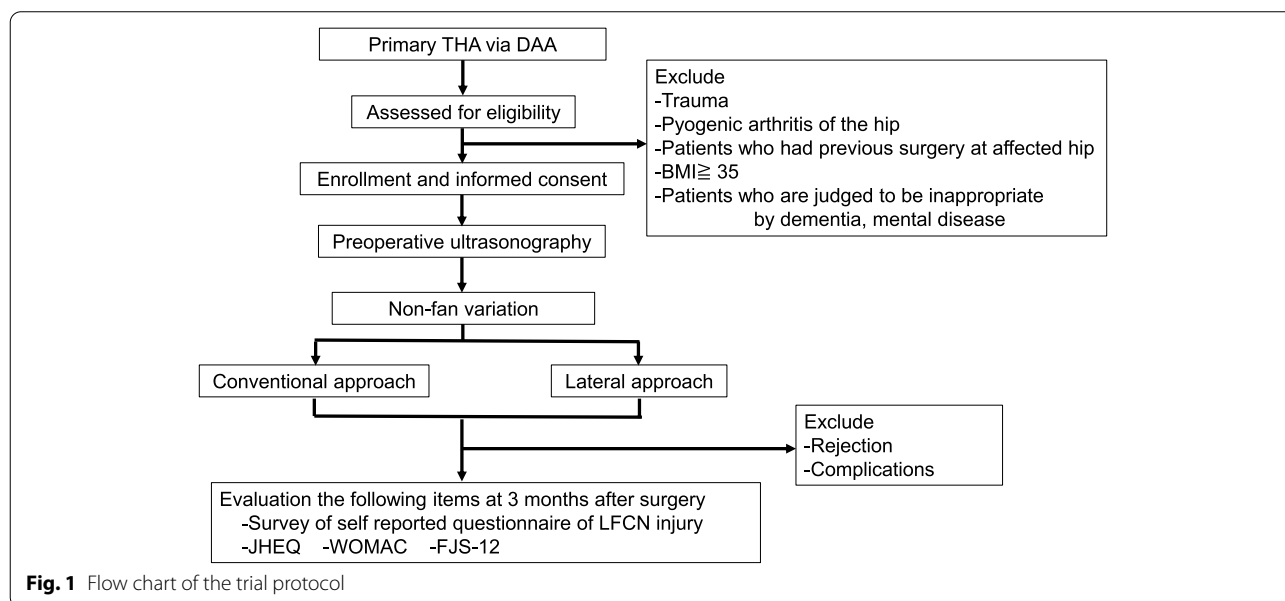 Primary THA via DAA
Assessed for eligibility
Exclude
-Trauma
-Pyogenic arthritis of the hip
-Patients who had previous surgery at affected hip
-BMI≧ 35
-Patients who are judged to be inappropriate
by dementia, mental disease
Enrollment and informed consent
Preoperative ultrasonography
Non-fan variation
Conventional approach
Lateral approach
Exclude
-Rejection
-Complications
Evaluation the following items at 3 months after surgery
-Survey of self reported questionnaire of LFCN injury
-JHEQ -WOMAC -FJS-12
Fig. 1 Flow chart of the trial protocol